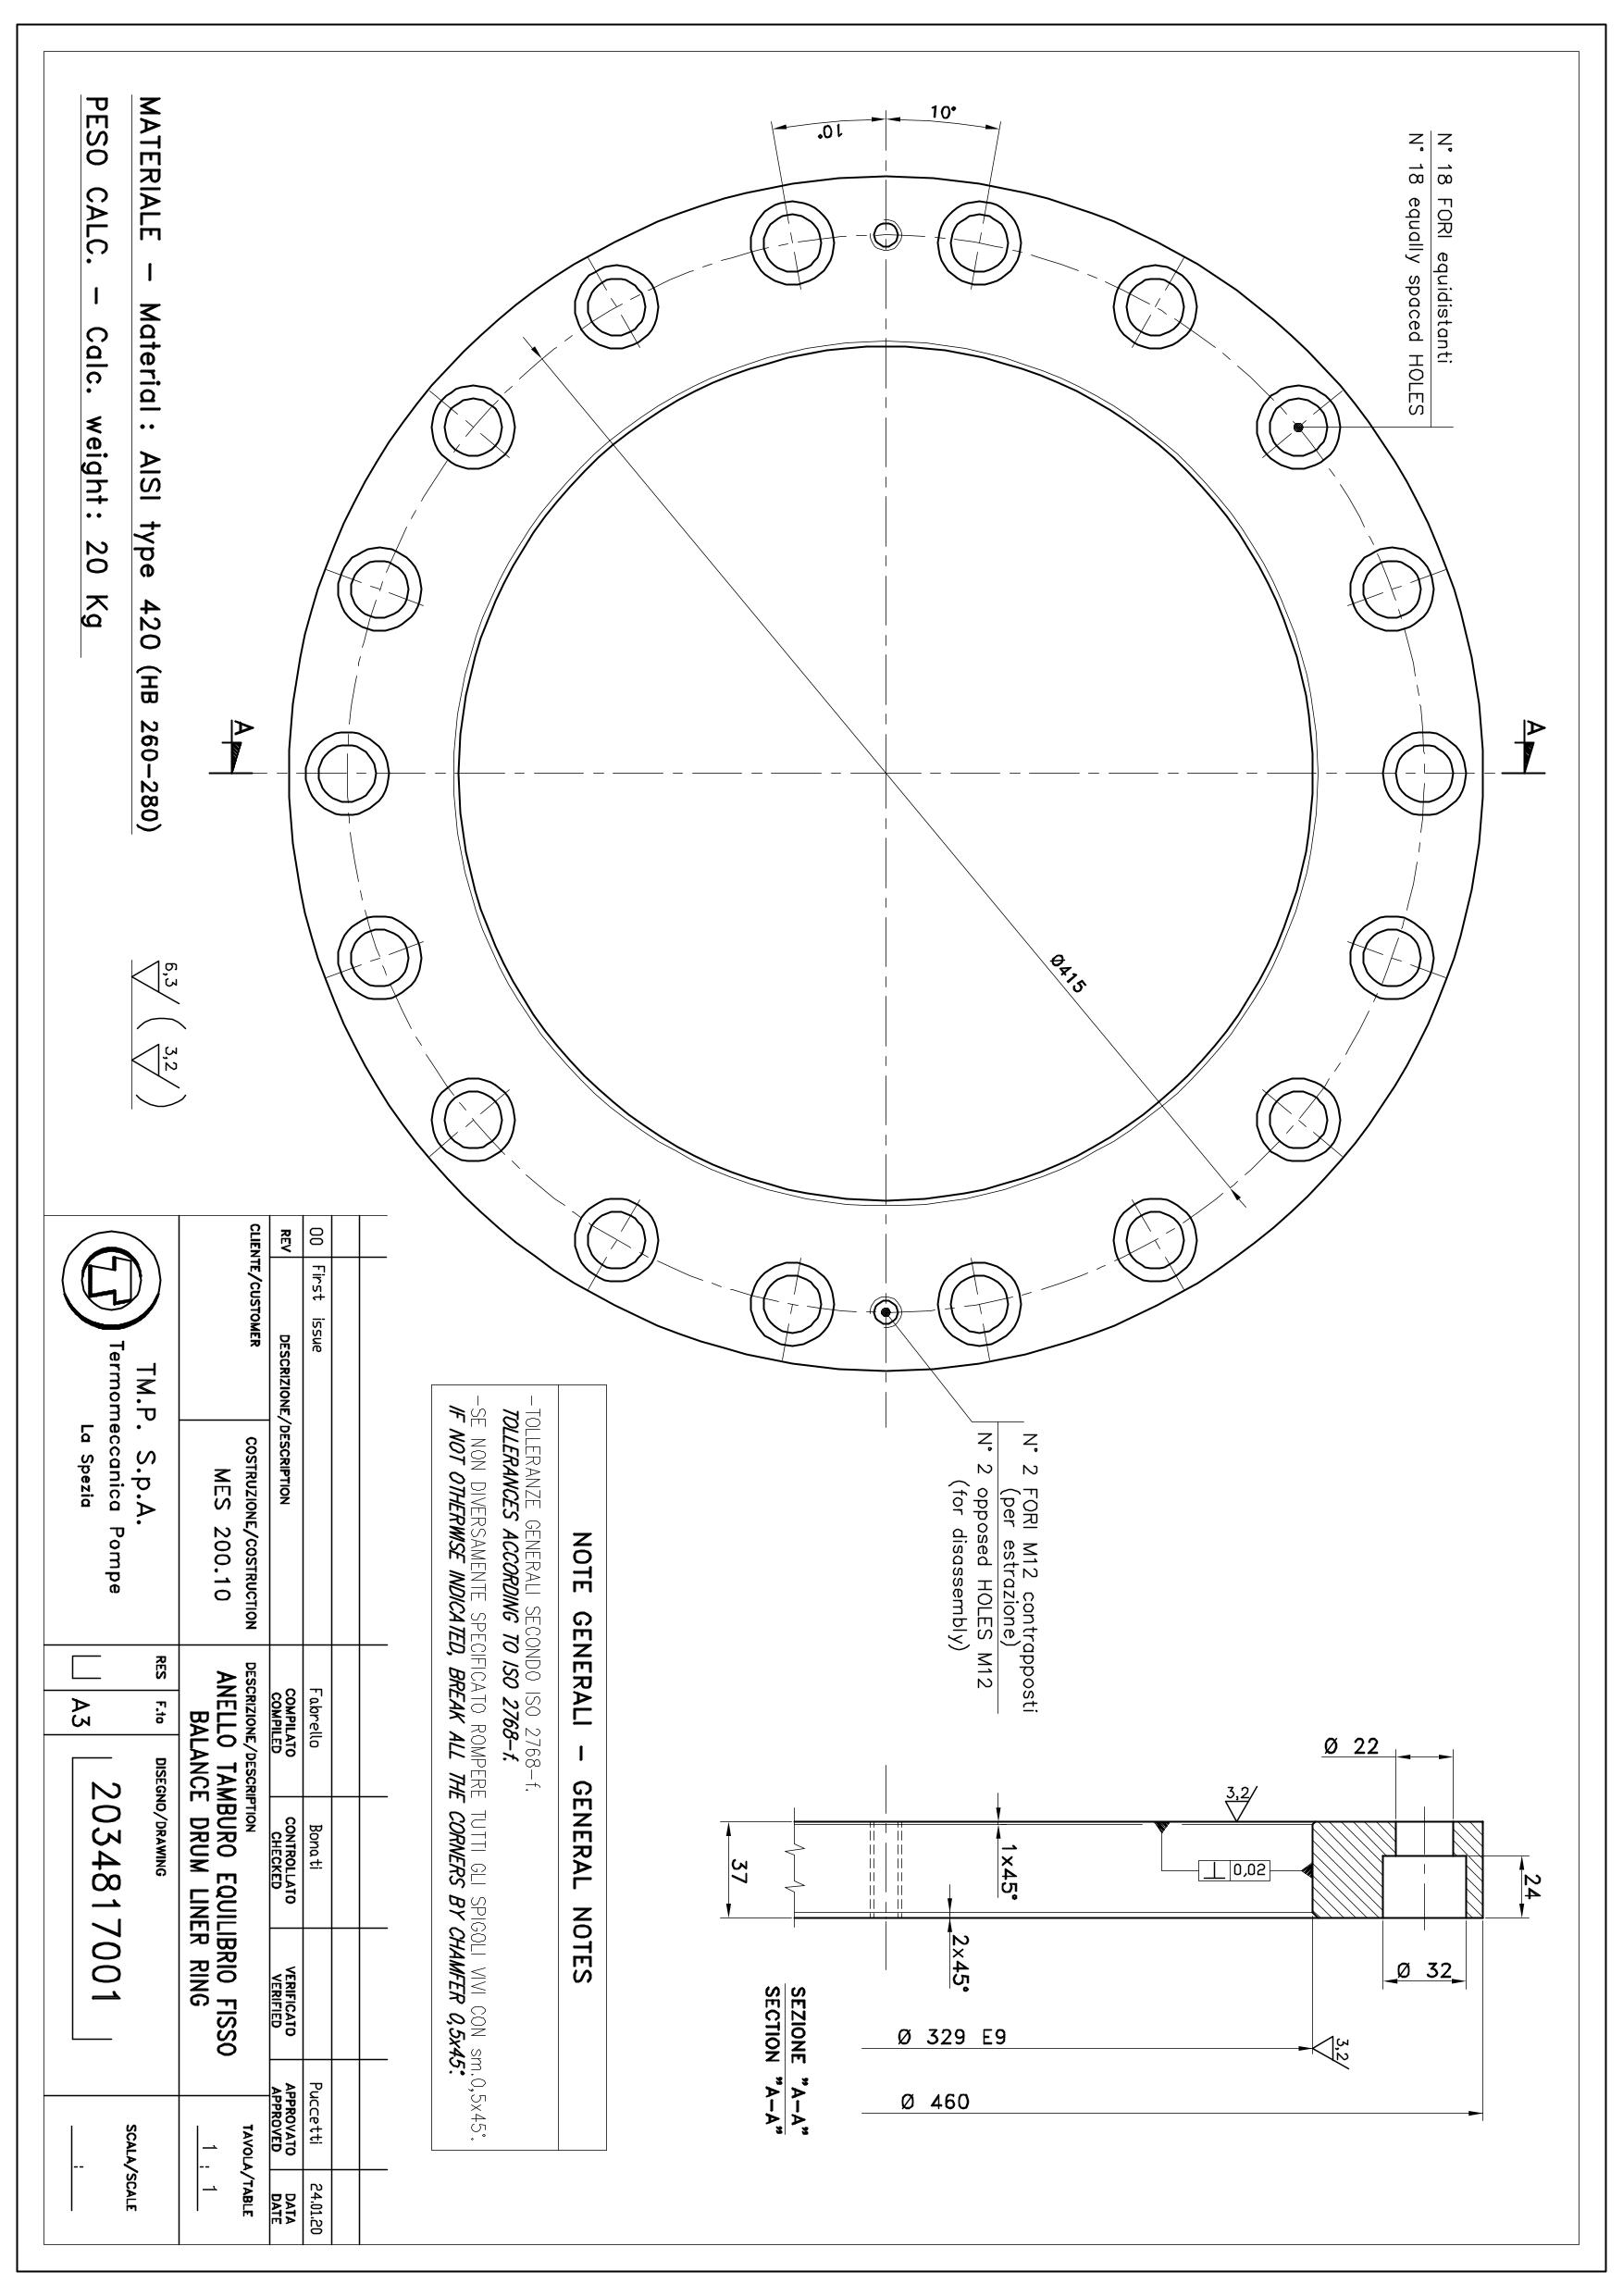 N° 18 FORI equidistanti
N° 18 equally spaced HOLES
10°
10°
A
A
Ø415
N° 2 FORI M12 contrapposti
(per estrazione)
N° 2 opposed HOLES M12
(for disassembly)
Ø 22
24
Ø 32
3,2
0,02
1x45°
2x45°
37
Ø 329 E9
3,2
Ø 460
SEZIONE "A-A"
SECTION "A-A"
NOTE GENERALI - GENERAL NOTES
-TOLLERANZE GENERALI SECONDO ISO 2768-f.
TOLLERANCES ACCORDING TO ISO 2768-f.
-SE NON DIVERSAMENTE SPECIFICATO ROMPERE TUTTI GLI SPIGOLI VIVI CON sm.0,5x45°.
IF NOT OTHERWISE INDICATED, BREAK ALL THE CORNERS BY CHAMFER 0,5x45°.
MATERIALE - Material: AISI type 420 (HB 260-280)
PESO CALC. - Calc. weight: 20 Kg
6,3 ( 3,2 )
00 First issue Fabrello Bonati Puccetti 24.01.20
REV DESCRIZIONE/DESCRIPTION COMPILATO CONTROLLATO VERIFICATO APPROVATO DATA
COMPILED CHECKED VERIFIED APPROVED DATE
CLIENTE/CUSTOMER
COSTRUZIONE/COSTRUCTION
MES 200.10
DESCRIZIONE/DESCRIPTION
ANELLO TAMBURO EQUILIBRIO FISSO
BALANCE DRUM LINER RING
TAVOLA/TABLE
1 : 1
TM.P. S.p.A.
Termomeccanica Pompe
La Spezia
RES
F.to
A3
DISEGNO/DRAWING
20348170001
SCALA/SCALE
: